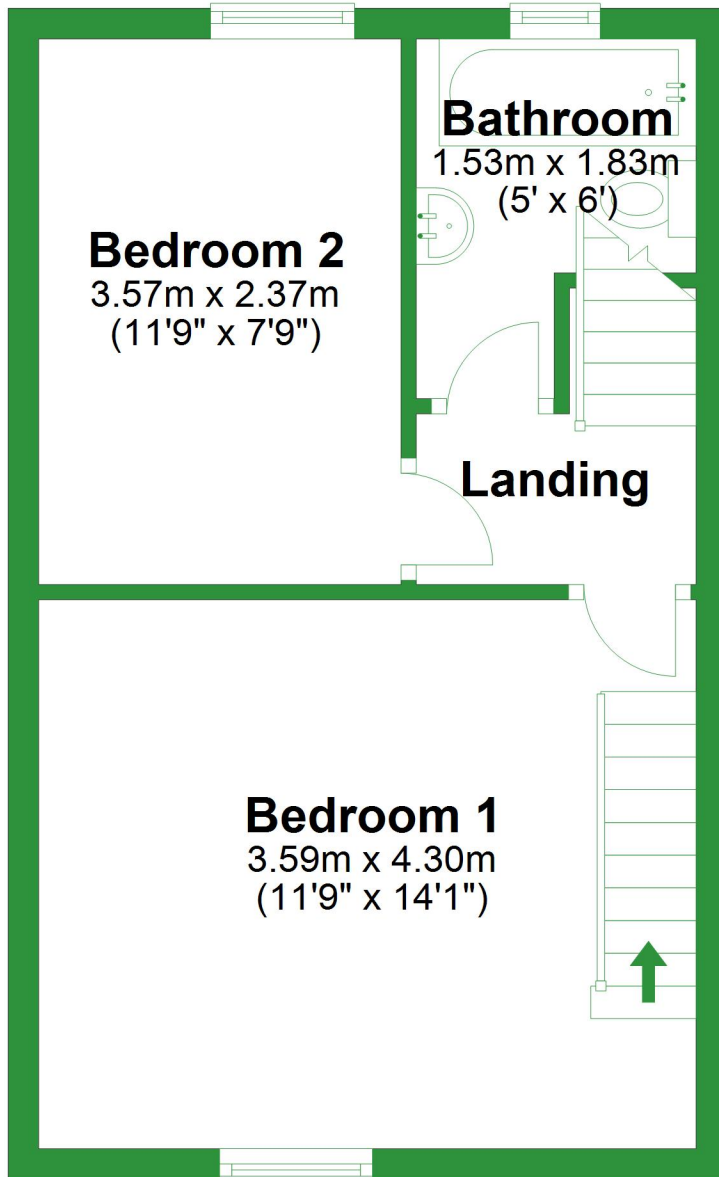 Bathroom
1.53m x 1.83m
(5' x 6')
Bedroom 2
3.57m x 2.37m
(11'9" x 7'9")
Landing
Bedroom 1
3.59m x 4.30m
(11'9" x 14'1")